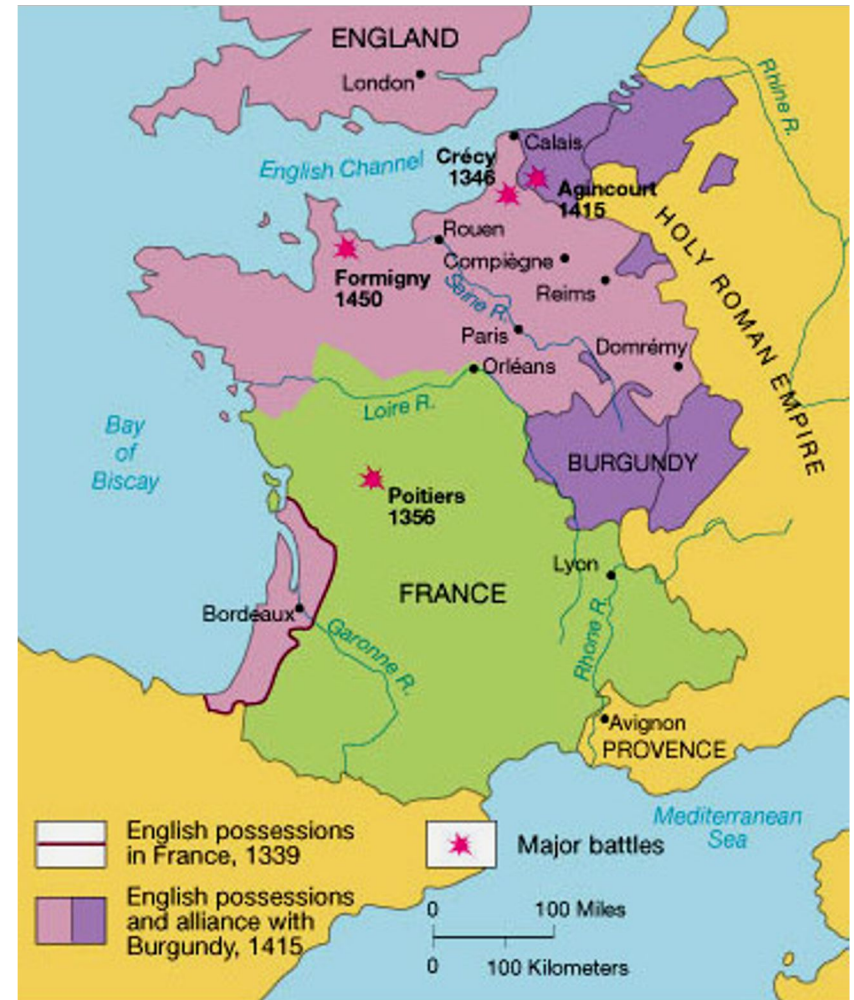 ENGLAND
London
English Channel
Rhine R.
Calais
Crécy
1346
Agincourt
1415
HOLY ROMAN EMPIRE
Rouen
Compiègne
Reims
Formigny
1450
Seine R.
Paris
Domrémy
Orléans
Loire R.
Bay
of
Biscay
BURGUNDY
Poitiers
1356
Lyon
FRANCE
Bordeaux
Garonne R.
Rhone R.
Avignon
PROVENCE
Mediterranean
Sea
English possessions
in France, 1339
Major battles
English possessions
and alliance with
Burgundy, 1415
0 100 Miles
0 100 Kilometers